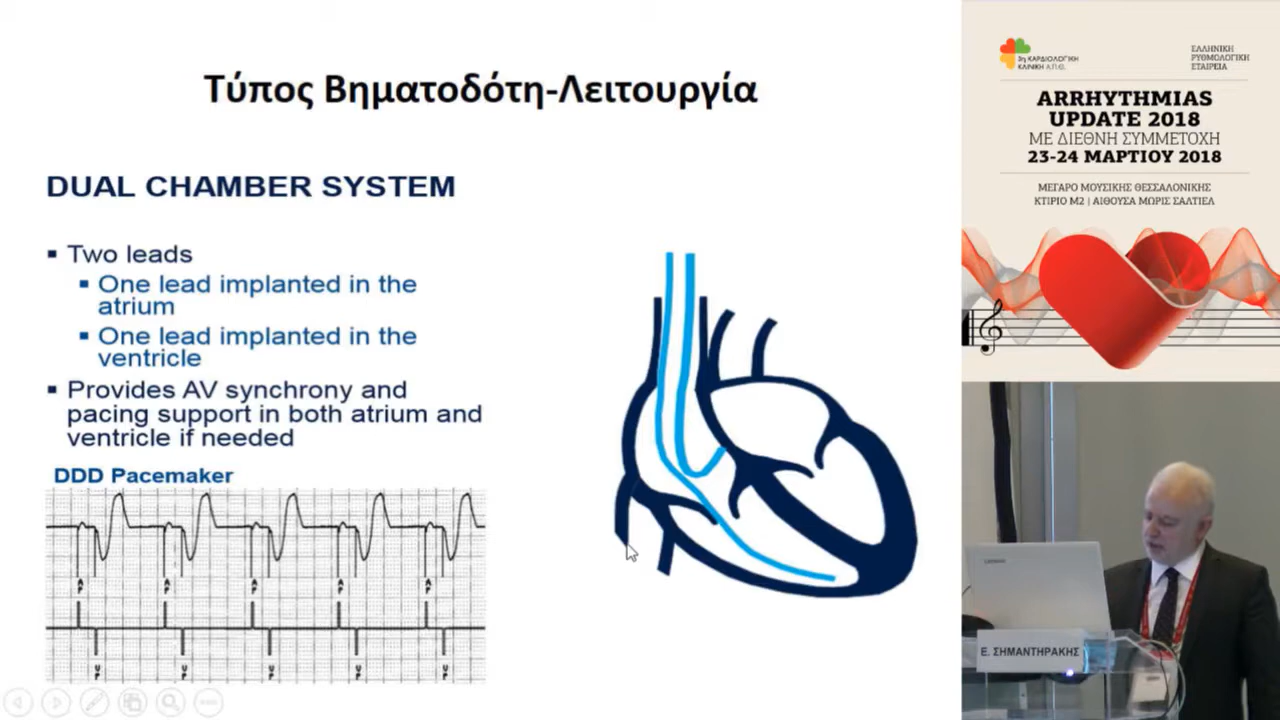 Τύπος Βηματοδότη-Λειτουργία
DUAL CHAMBER SYSTEM
Two leads
One lead implanted in the
atrium
One lead implanted in the
ventricle
Provides AV synchrony and
pacing support in both atrium and
ventricle if needed
DDD Pacemaker
3η ΚΑΡΔΙΟΛΟΓΙΚΗ
ΚΛΙΝΙΚΗ Α.Π.Θ.
ΕΛΛΗΝΙΚΗ
ΡΥΘΜΟΛΟΓΙΚΗ
ΕΤΑΙΡΕΙΑ
ARRHYTHMIAS
UPDATE 2018
ΜΕ ΔΙΕΘΝΗ ΣΥΜΜΕΤΟΧΗ
23-24 ΜΑΡΤΙΟΥ 2018
ΜΕΓΑΡΟ ΜΟΥΣΙΚΗΣ ΘΕΣΣΑΛΟΝΙΚΗΣ
ΚΤΙΡΙΟ Μ2 | ΑΙΘΟΥΣΑ ΜΩΡΙΣ ΣΑΛΤΙΕΛ
Ε. ΣΗΜΑΝΤΗΡΑΚΗΣ